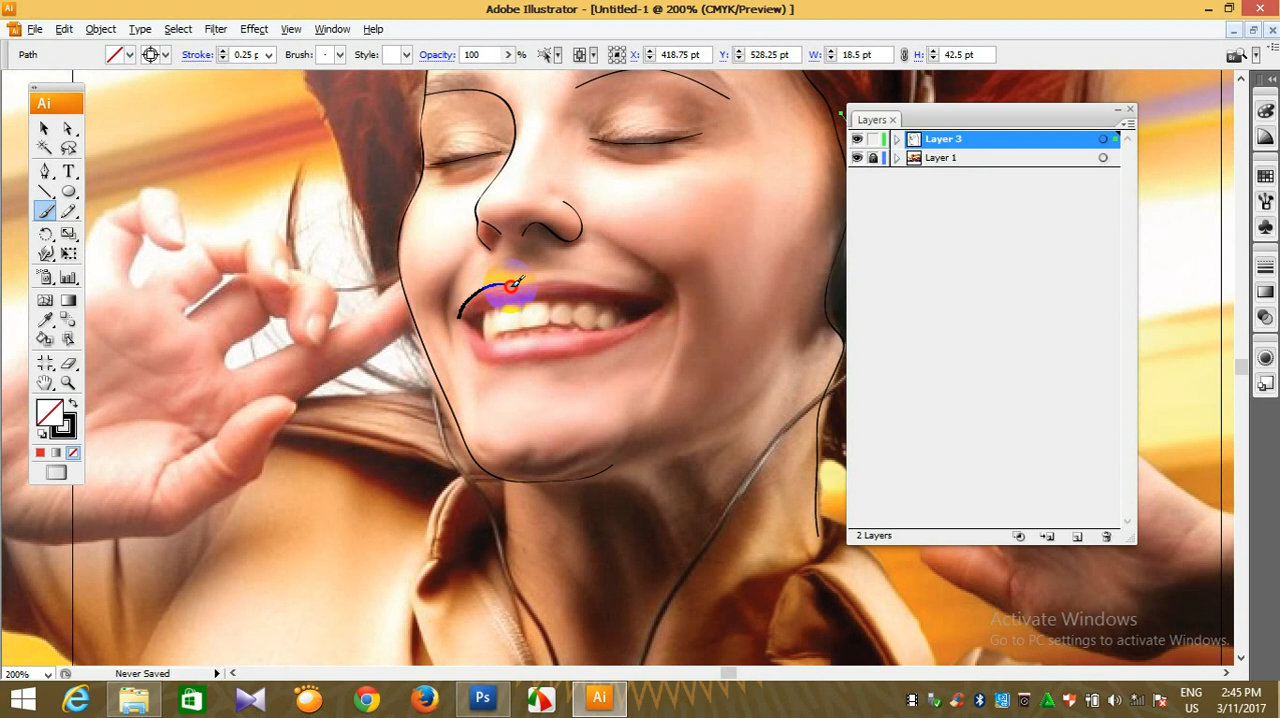 Ai Adobe Illustrator - [Untitled-1 @ 200% (CMYK/Preview) ]
File Edit Object Type Select Filter Effect View Window Help
Path Stroke: 0.25 p Brush: Style: Opacity: 100 % X: 418.75 pt Y: 528.25 pt W: 18.5 pt H: 42.5 pt
Ai
T
Layers
Layer 3
Layer 1
2 Layers
Activate Windows
Go to PC settings to activate Windows.
200% Never Saved
Ps Ai
ENG 2:45 PM
US 3/11/2017